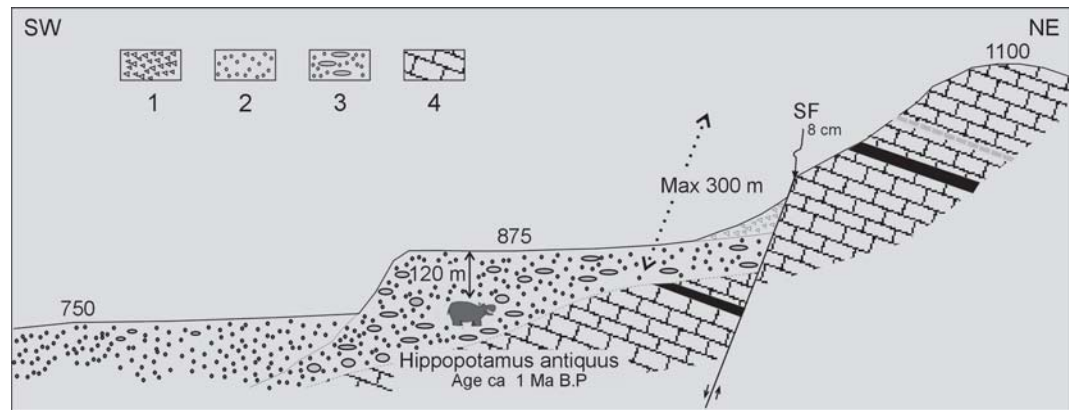 SW
NE
1
2
3
4
1100
SF
8 cm
Max 300 m
875
120 m
750
Hippopotamus antiquus
Age ca 1 Ma B.P